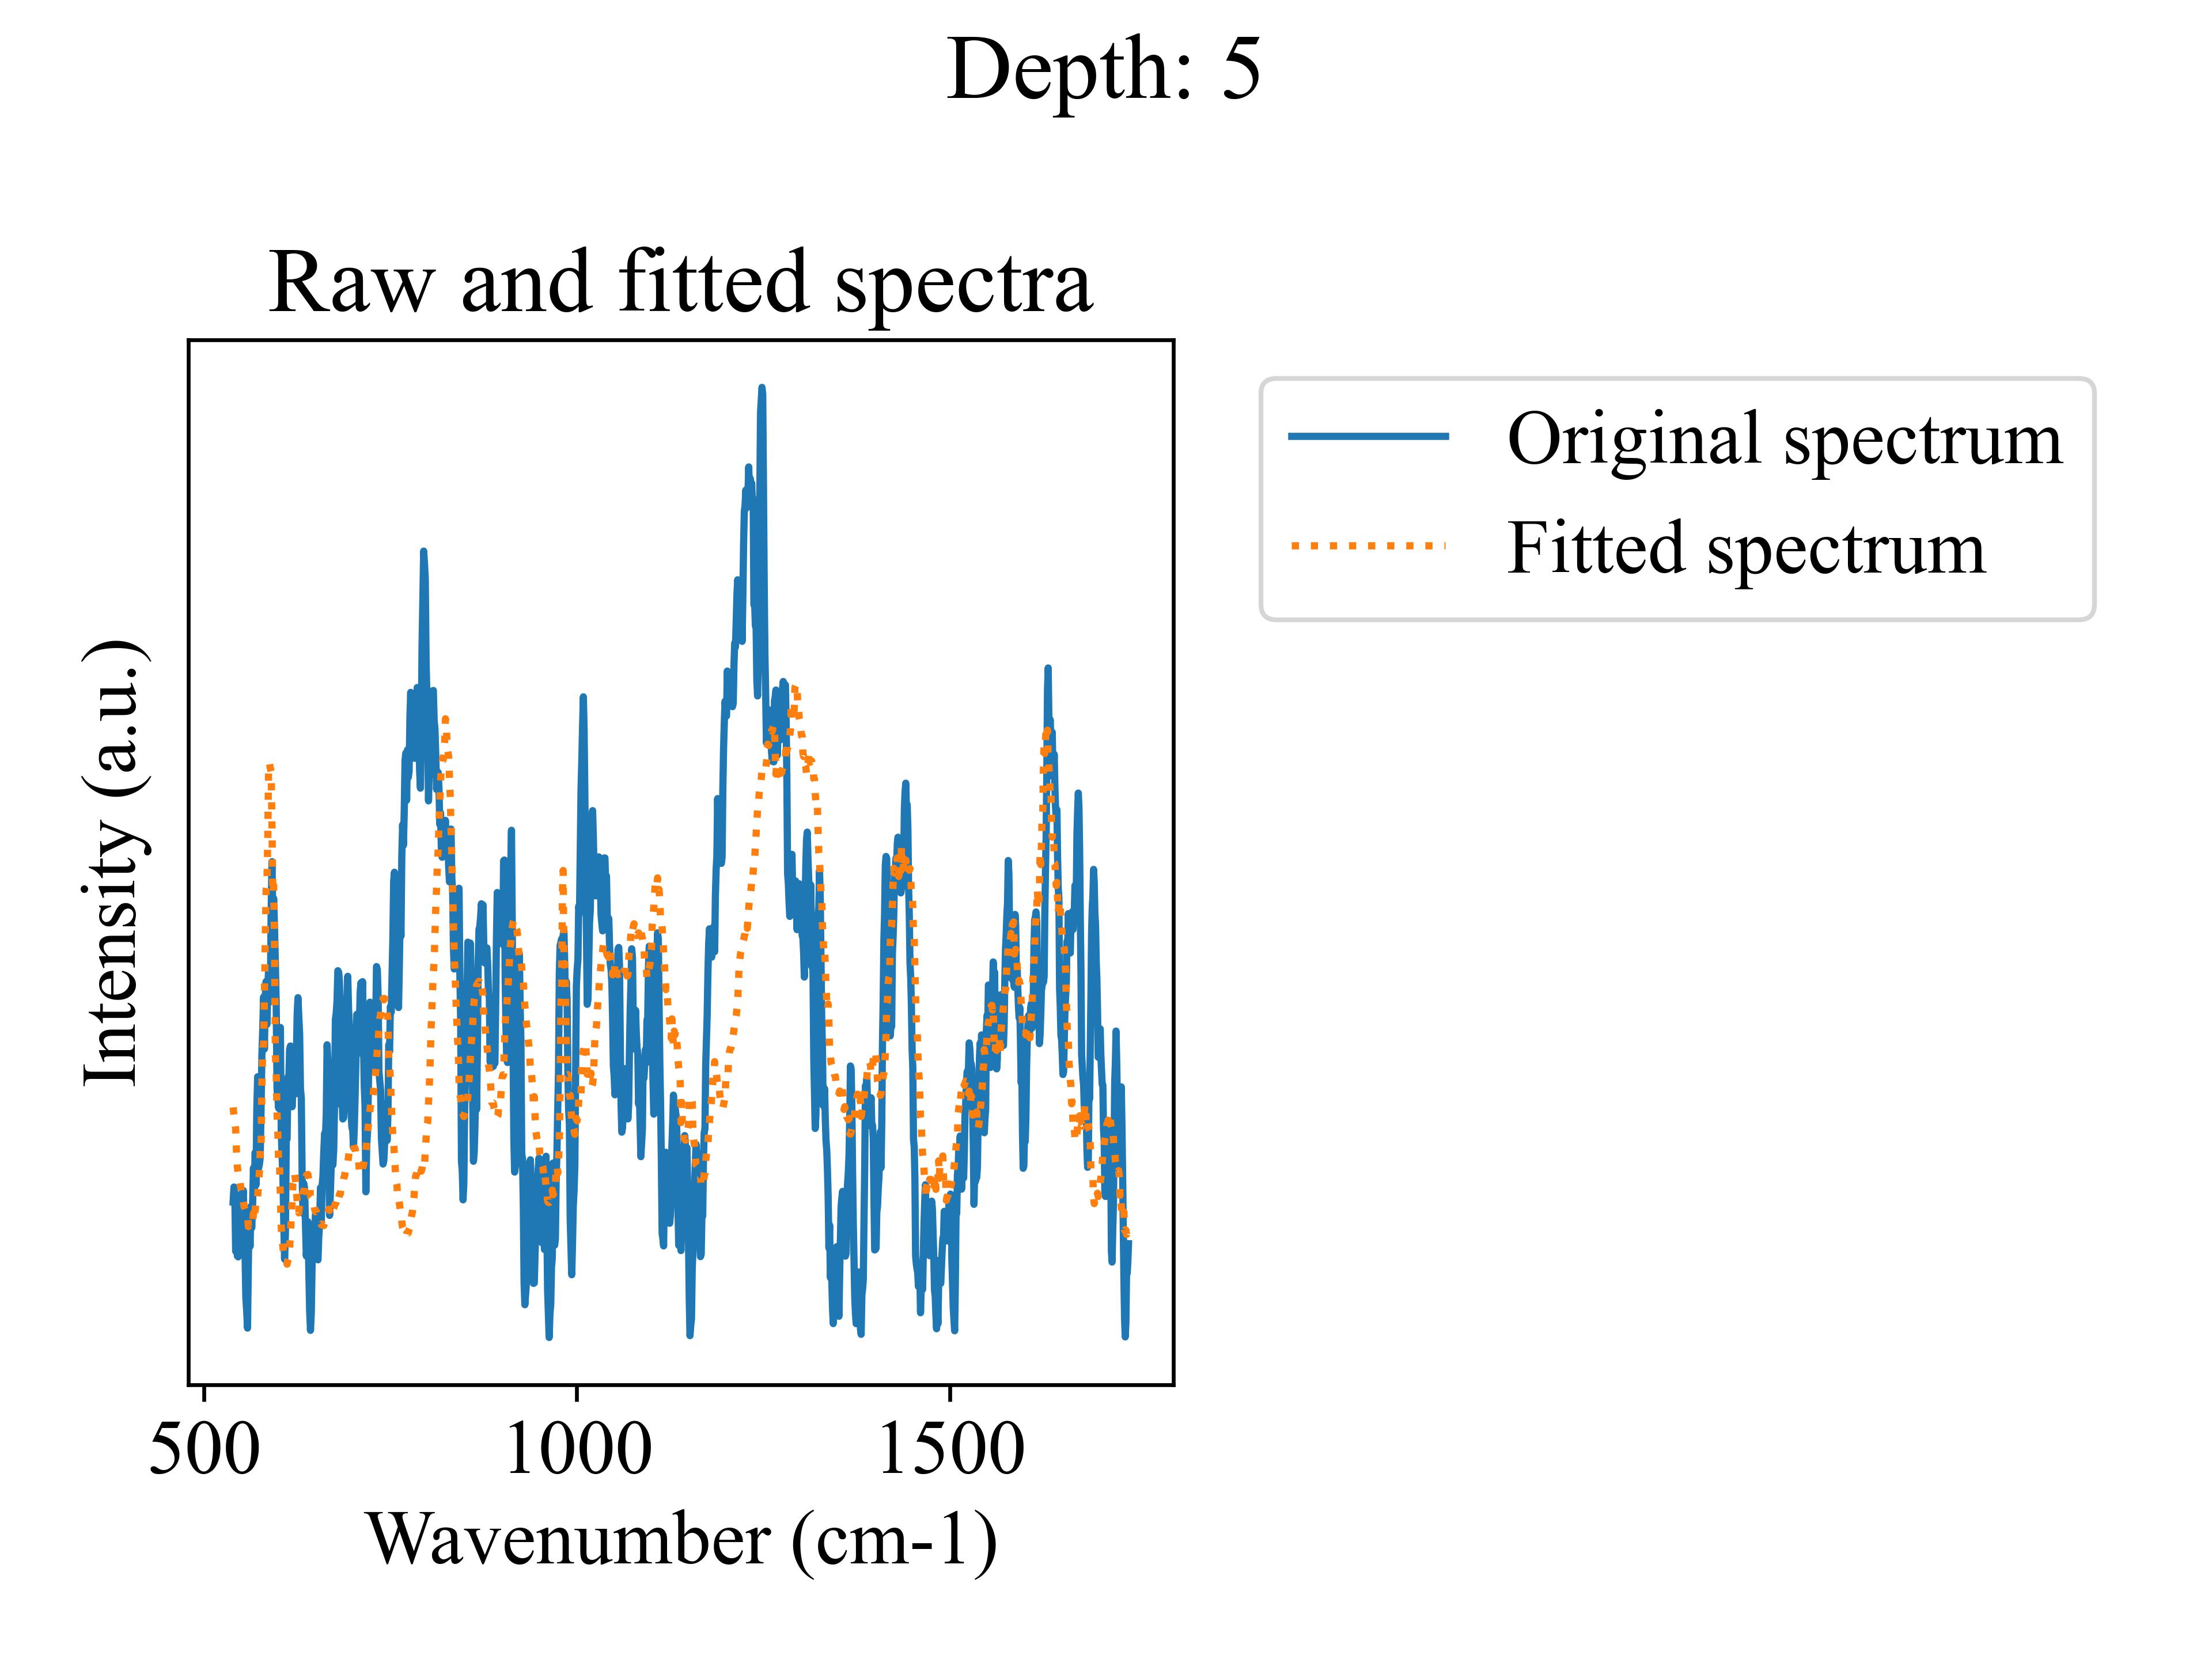 Depth: 5
Raw and fitted spectra
Original spectrum
Fitted spectrum
Intensity (a.u.)
500 1000 1500
Wavenumber (cm-1)